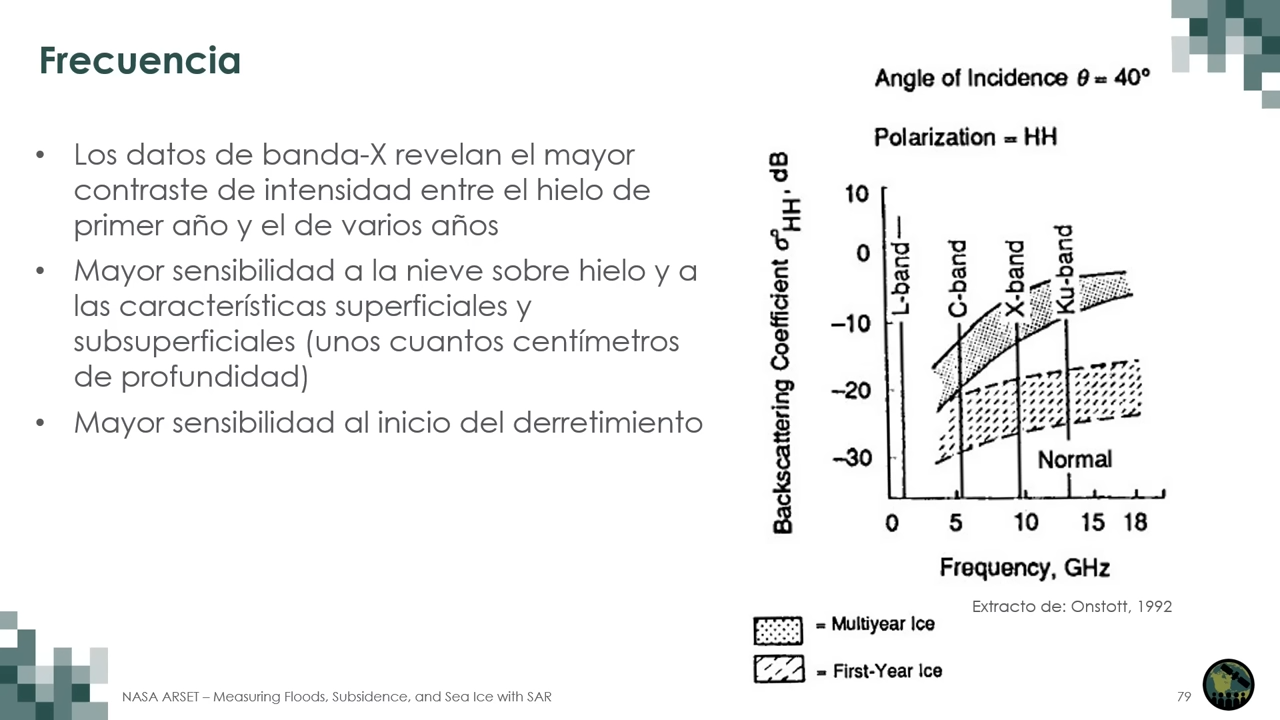 Frecuencia
• Los datos de banda-X revelan el mayor
contraste de intensidad entre el hielo de
primer año y el de varios años
• Mayor sensibilidad a la nieve sobre hielo y a
las características superficiales y
subsuperficiales (unos cuantos centímetros
de profundidad)
• Mayor sensibilidad al inicio del derretimiento
Angle of Incidence θ = 40°
Polarization = HH
Backscattering Coefficient σ°HH, dB
10
0
–10
–20
–30
L-band
C-band
X-band
Ku-band
Normal
0 5 10 15 18
Frequency, GHz
Extracto de: Onstott, 1992
= Multiyear Ice
= First-Year Ice
NASA ARSET – Measuring Floods, Subsidence, and Sea Ice with SAR
79